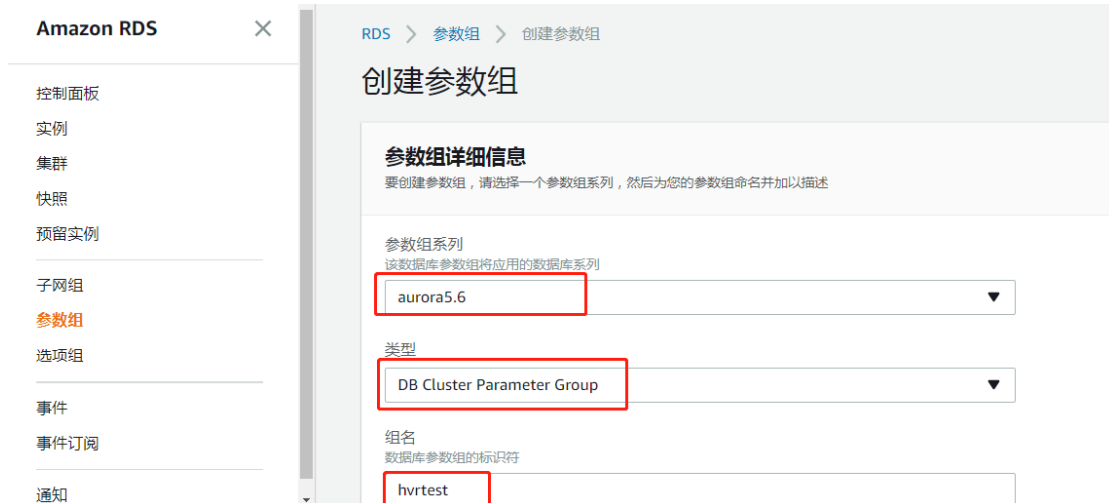 Amazon RDS
控制面板
实例
集群
快照
预留实例
子网组
参数组
选项组
事件
事件订阅
通知
RDS > 参数组 > 创建参数组
创建参数组
参数组详细信息
要创建参数组，请选择一个参数组系列，然后为您的参数组命名并加以描述
参数组系列
该数据库参数组将应用的数据库系列
aurora5.6
类型
DB Cluster Parameter Group
组名
数据库参数组的标识符
hvrtest